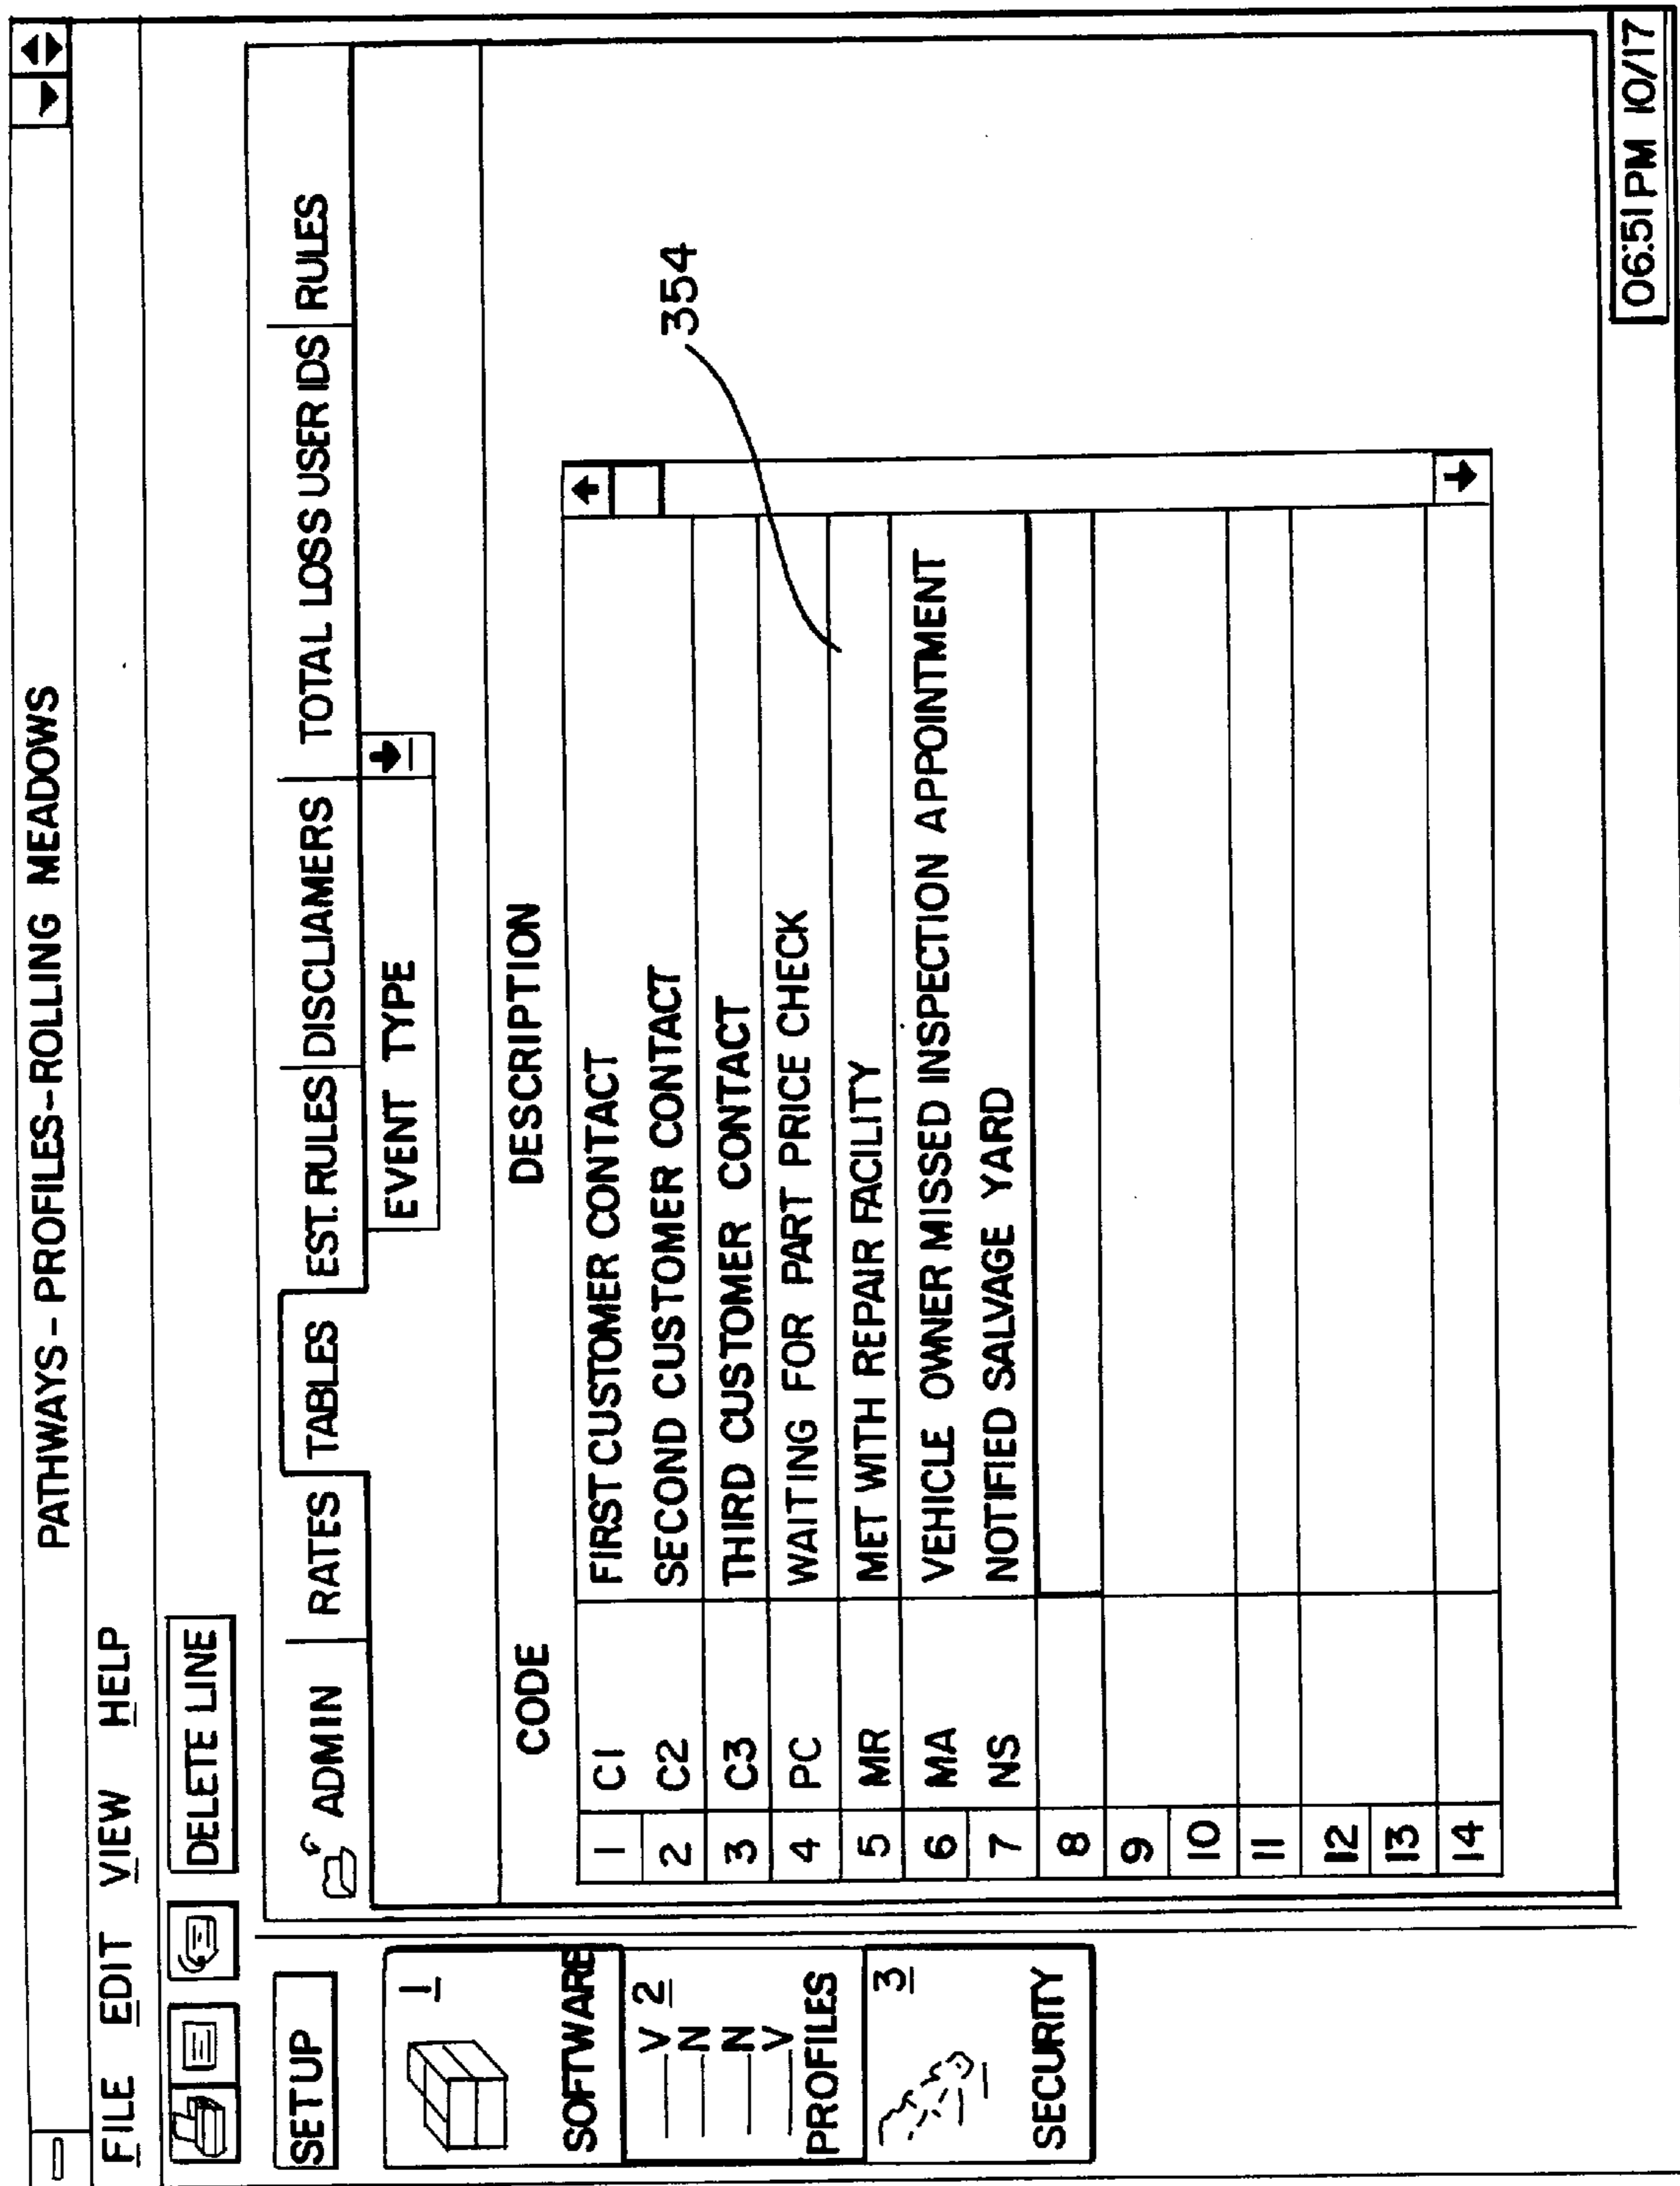 PATHWAYS - PROFILES-ROLLING MEADOWS
FILE EDIT VIEW HELP
DELETE LINE
SETUP
ADMIN RATES TABLES EST. RULES DISCLIAMERS TOTAL LOSS USER IDS RULES
EVENT TYPE
1
SOFTWARE
V 2
N
N
V
PROFILES
3
SECURITY
CODE DESCRIPTION
354
1 C1 FIRST CUSTOMER CONTACT
2 C2 SECOND CUSTOMER CONTACT
3 C3 THIRD CUSTOMER CONTACT
4 PC WAITING FOR PART PRICE CHECK
5 MR MET WITH REPAIR FACILITY
6 MA VEHICLE OWNER MISSED INSPECTION APPOINTMENT
7 NS NOTIFIED SALVAGE YARD
8
9
10
11
12
13
14
06:51 PM 10/17